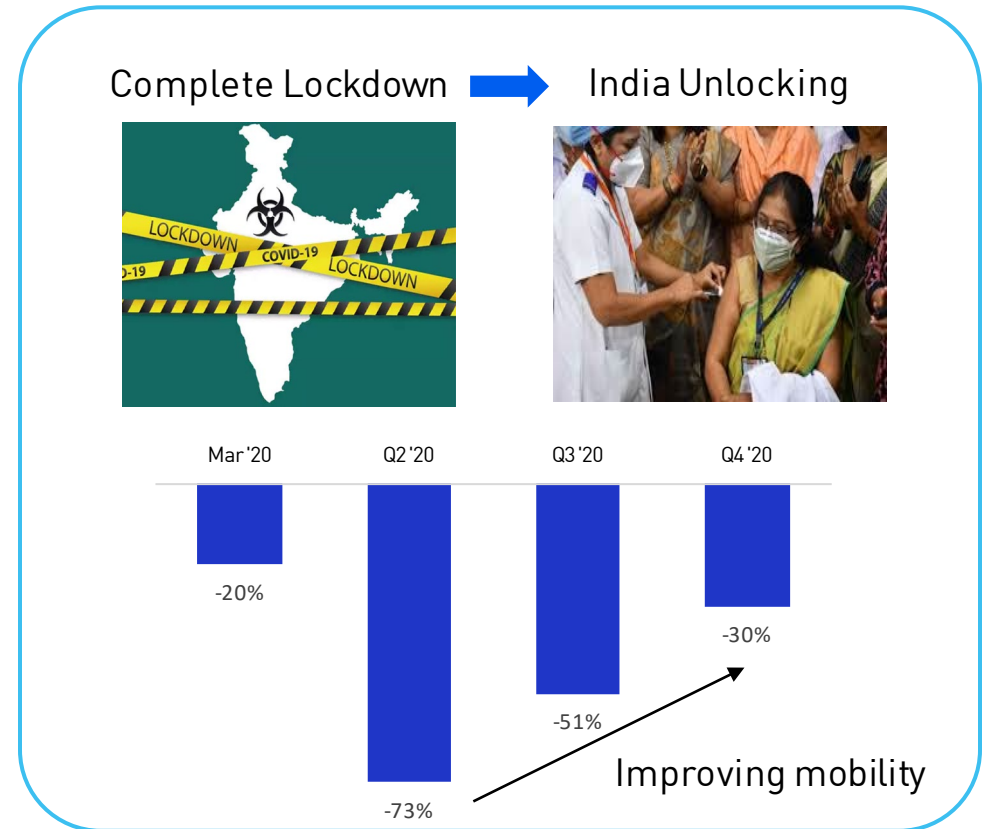 Complete Lockdown
India Unlocking
LOCKDOWN
COVID-19
D-19
LOCKDOWN
Mar '20
Q2 '20
Q3 '20
Q4 '20
-20%
-73%
-51%
-30%
Improving mobility